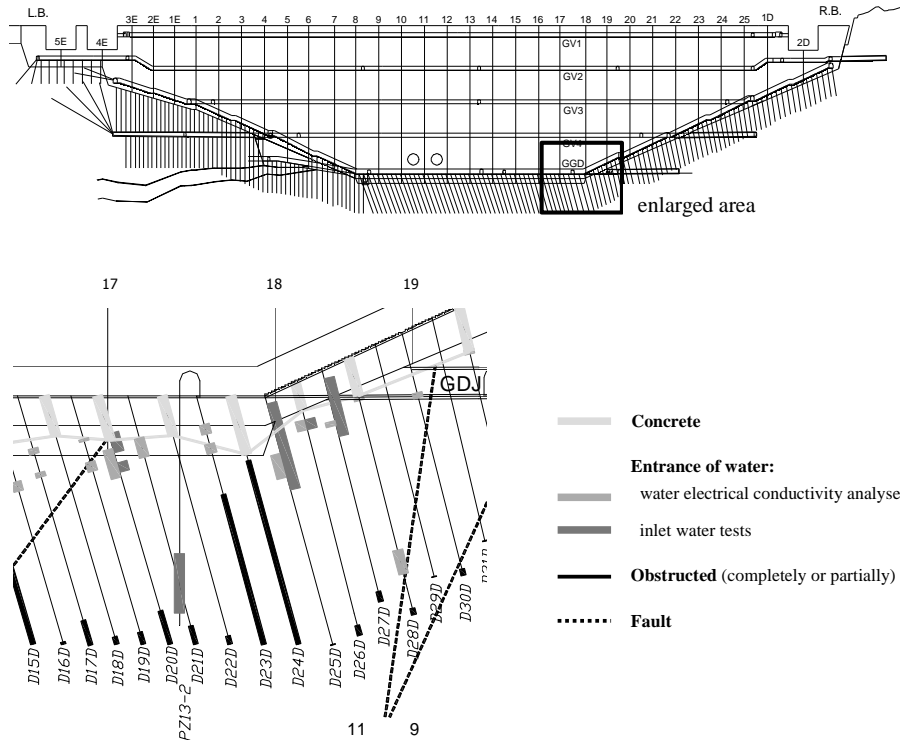 L.B.
R.B.
3E 2E 1E 1 2 3 4 5 6 7 8 9 10 11 12 13 14 15 16 17 18 19 20 21 22 23 24 25 1D
5E 4E
2D
GV1
GV2
GV3
GV4
GGD
enlarged area
17 18 19
GDJ
D15D
D16D
D17D
D18D
D19D
D20D
D21D
PZ13-2
D22D
D23D
D24D
D25D
D26D
D27D
D28D
D29D
D30D
D31D
11 9
Concrete
Entrance of water:
water electrical conductivity analyse
inlet water tests
Obstructed (completely or partially)
Fault